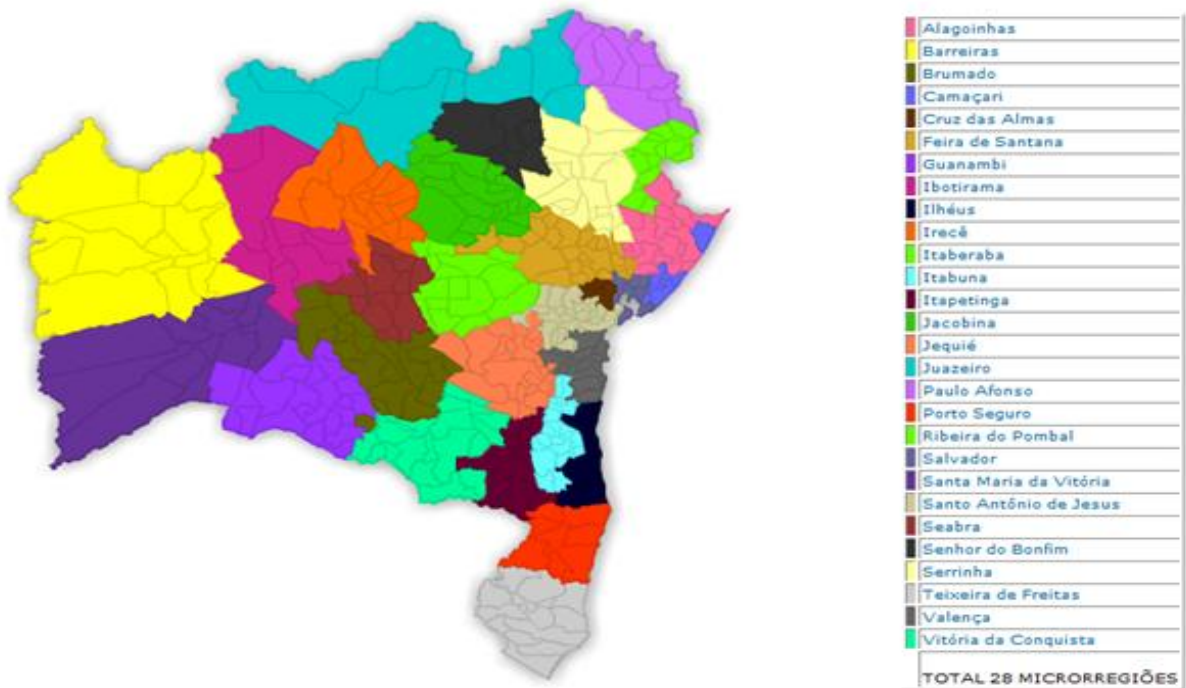 Alagoinhas
Barreiras
Brumado
Camaçari
Cruz das Almas
Feira de Santana
Guanambi
Ibotirama
Ilhéus
Irecê
Itaberaba
Itabuna
Itapetinga
Jacobina
Jequié
Juazeiro
Paulo Afonso
Porto Seguro
Ribeira do Pombal
Salvador
Santa Maria da Vitória
Santo Antônio de Jesus
Seabra
Senhor do Bonfim
Serrinha
Teixeira de Freitas
Valença
Vitória da Conquista
TOTAL 28 MICRORREGIÕES